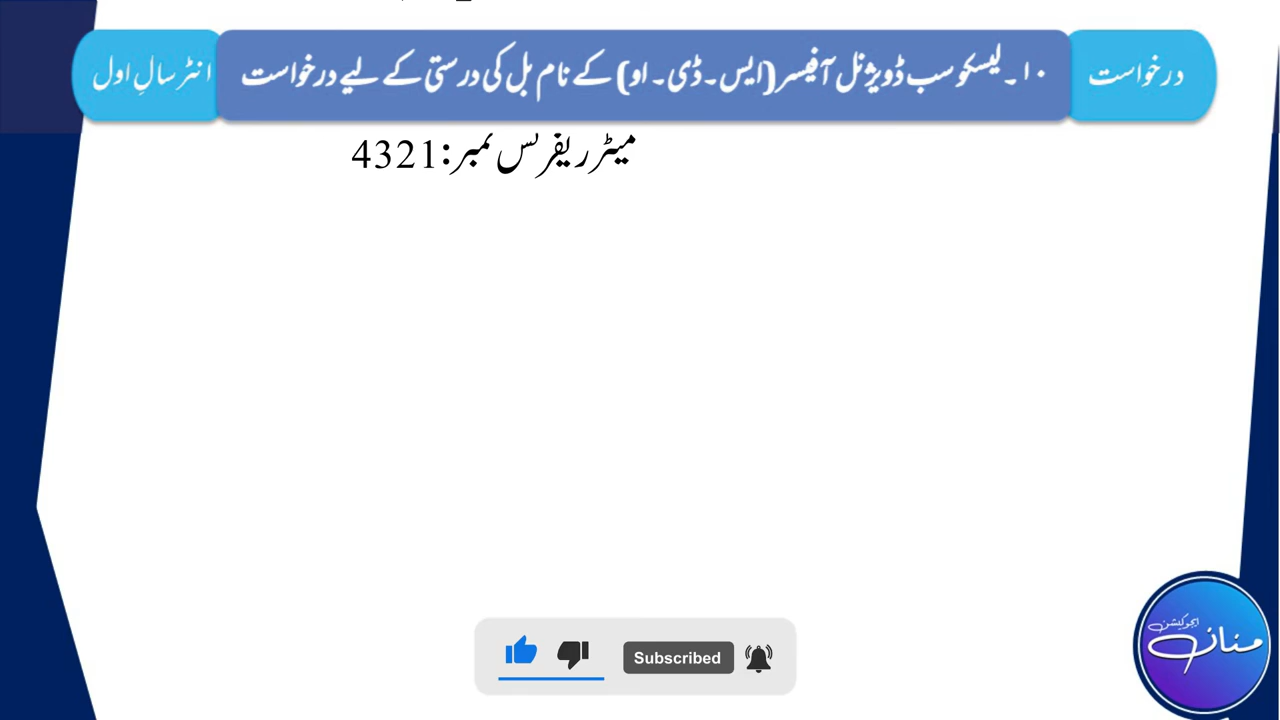 درخواست
۱۰۔ لیسکو سب ڈویژنل آفیسر (ایس۔ ڈی۔ او) کے نام بل کی درستی کے لیے درخواست
انٹر سالِ اول
میٹر ریفرنس نمبر: 4321
Subscribed
ایجوکیشن